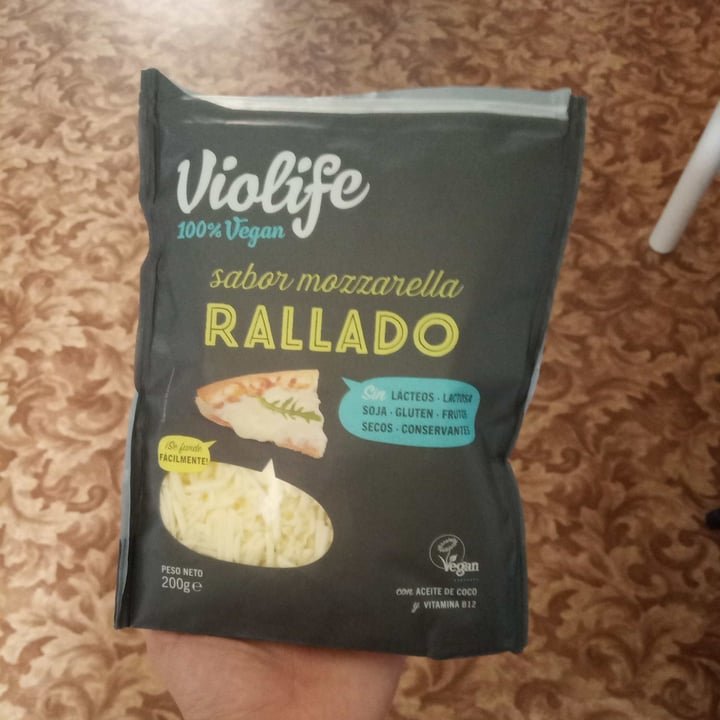 Violife
100% Vegan
sabor mozzarella
RALLADO
Sin LÁCTEOS · LACTOSA
SOJA · GLUTEN · FRUTOS
SECOS · CONSERVANTES
¡Se funde
FÁCILMENTE!
Vegan
PESO NETO
200g e
con ACEITE DE COCO
y VITAMINA B12